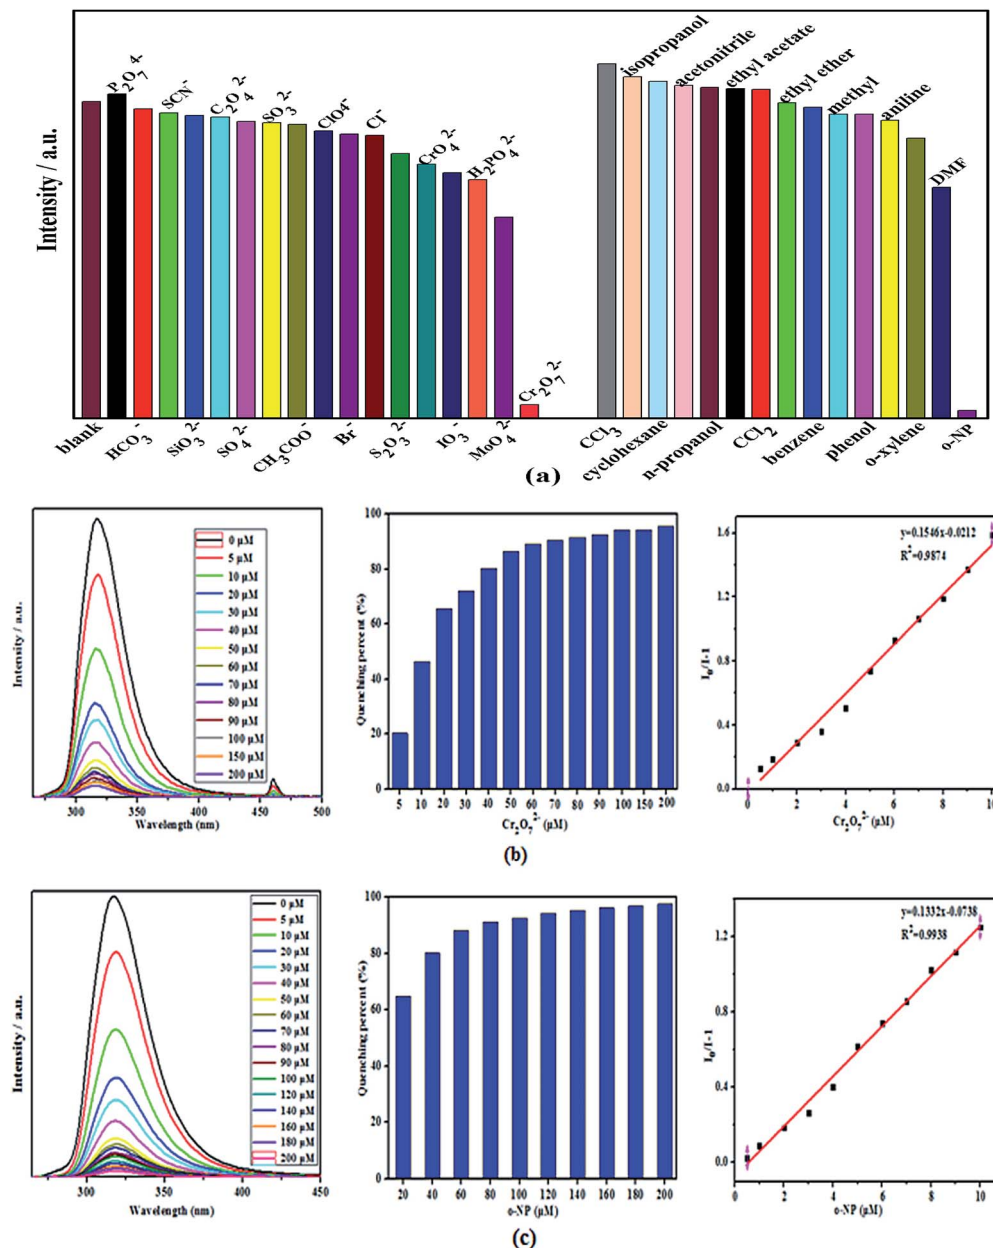 Intensity / a.u.
P₂O₇⁴⁻
SCN⁻
C₂O₄²⁻
SO₃²⁻
ClO4⁻
Cl⁻
CrO₄²⁻
H₂PO₄²⁻
Cr₂O₇²⁻
isopropanol
acetonitrile
ethyl acetate
ethyl ether
methyl
aniline
DMF
blank
HCO₃⁻
SiO₃²⁻
SO₄²⁻
CH₃COO⁻
Br⁻
S₂O₃²⁻
IO₃⁻
MoO₄²⁻
CCl₃
cyclohexane
n-propanol
CCl₂
benzene
phenol
o-xylene
o-NP
(a)
Intensity / a.u.
0 µM
5 µM
10 µM
20 µM
30 µM
40 µM
50 µM
60 µM
70 µM
80 µM
90 µM
100 µM
150 µM
200 µM
300 350 400 450 500
Wavelength (nm)
Quenching percent (%)
100
80
60
40
20
0
5 10 20 30 40 50 60 70 80 90 100 150 200
Cr₂O₇²⁻ (µM)
I₀/I-1
y=0.1546x-0.0212
R²=0.9874
1.6
1.2
0.8
0.4
0.0
0 2 4 6 8 10
Cr₂O₇²⁻ (µM)
(b)
Intensity / a.u.
0 µM
5 µM
10 µM
20 µM
30 µM
40 µM
50 µM
60 µM
70 µM
80 µM
90 µM
100 µM
120 µM
140 µM
160 µM
180 µM
200 µM
300 350 400 450
Wavelength (nm)
Quenching percent (%)
100
80
60
40
20
0
20 40 60 80 100 120 140 160 180 200
o-NP (µM)
I₀/I-1
y=0.1332x-0.0738
R²=0.9938
1.2
0.8
0.4
0.0
0 2 4 6 8 10
o-NP (µM)
(c)